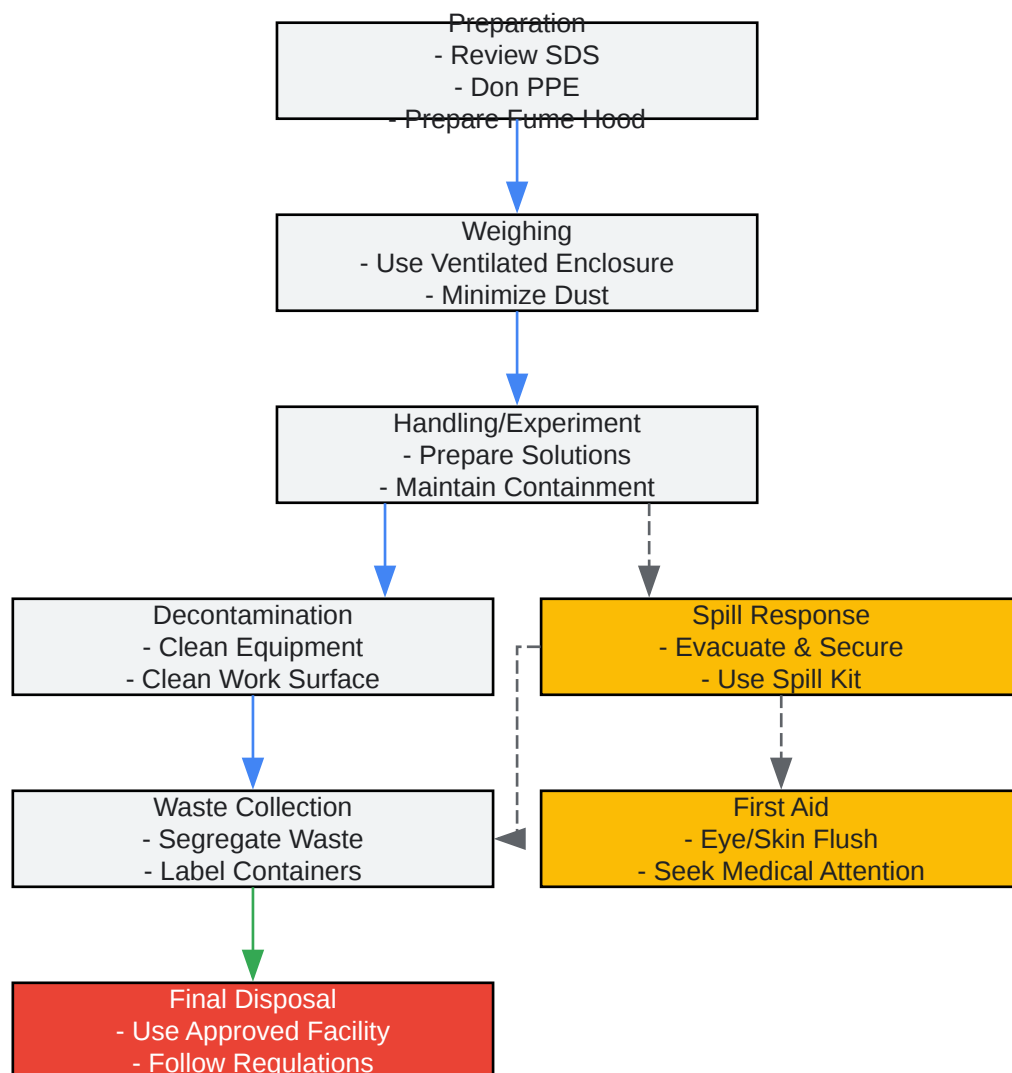 Preparation
- Review SDS
- Don PPE
- Prepare Fume Hood
Weighing
- Use Ventilated Enclosure
- Minimize Dust
Handling/Experiment
- Prepare Solutions
- Maintain Containment
Decontamination
- Clean Equipment
- Clean Work Surface
Spill Response
- Evacuate & Secure
- Use Spill Kit
Waste Collection
- Segregate Waste
- Label Containers
First Aid
- Eye/Skin Flush
- Seek Medical Attention
Final Disposal
- Use Approved Facility
- Follow Regulations